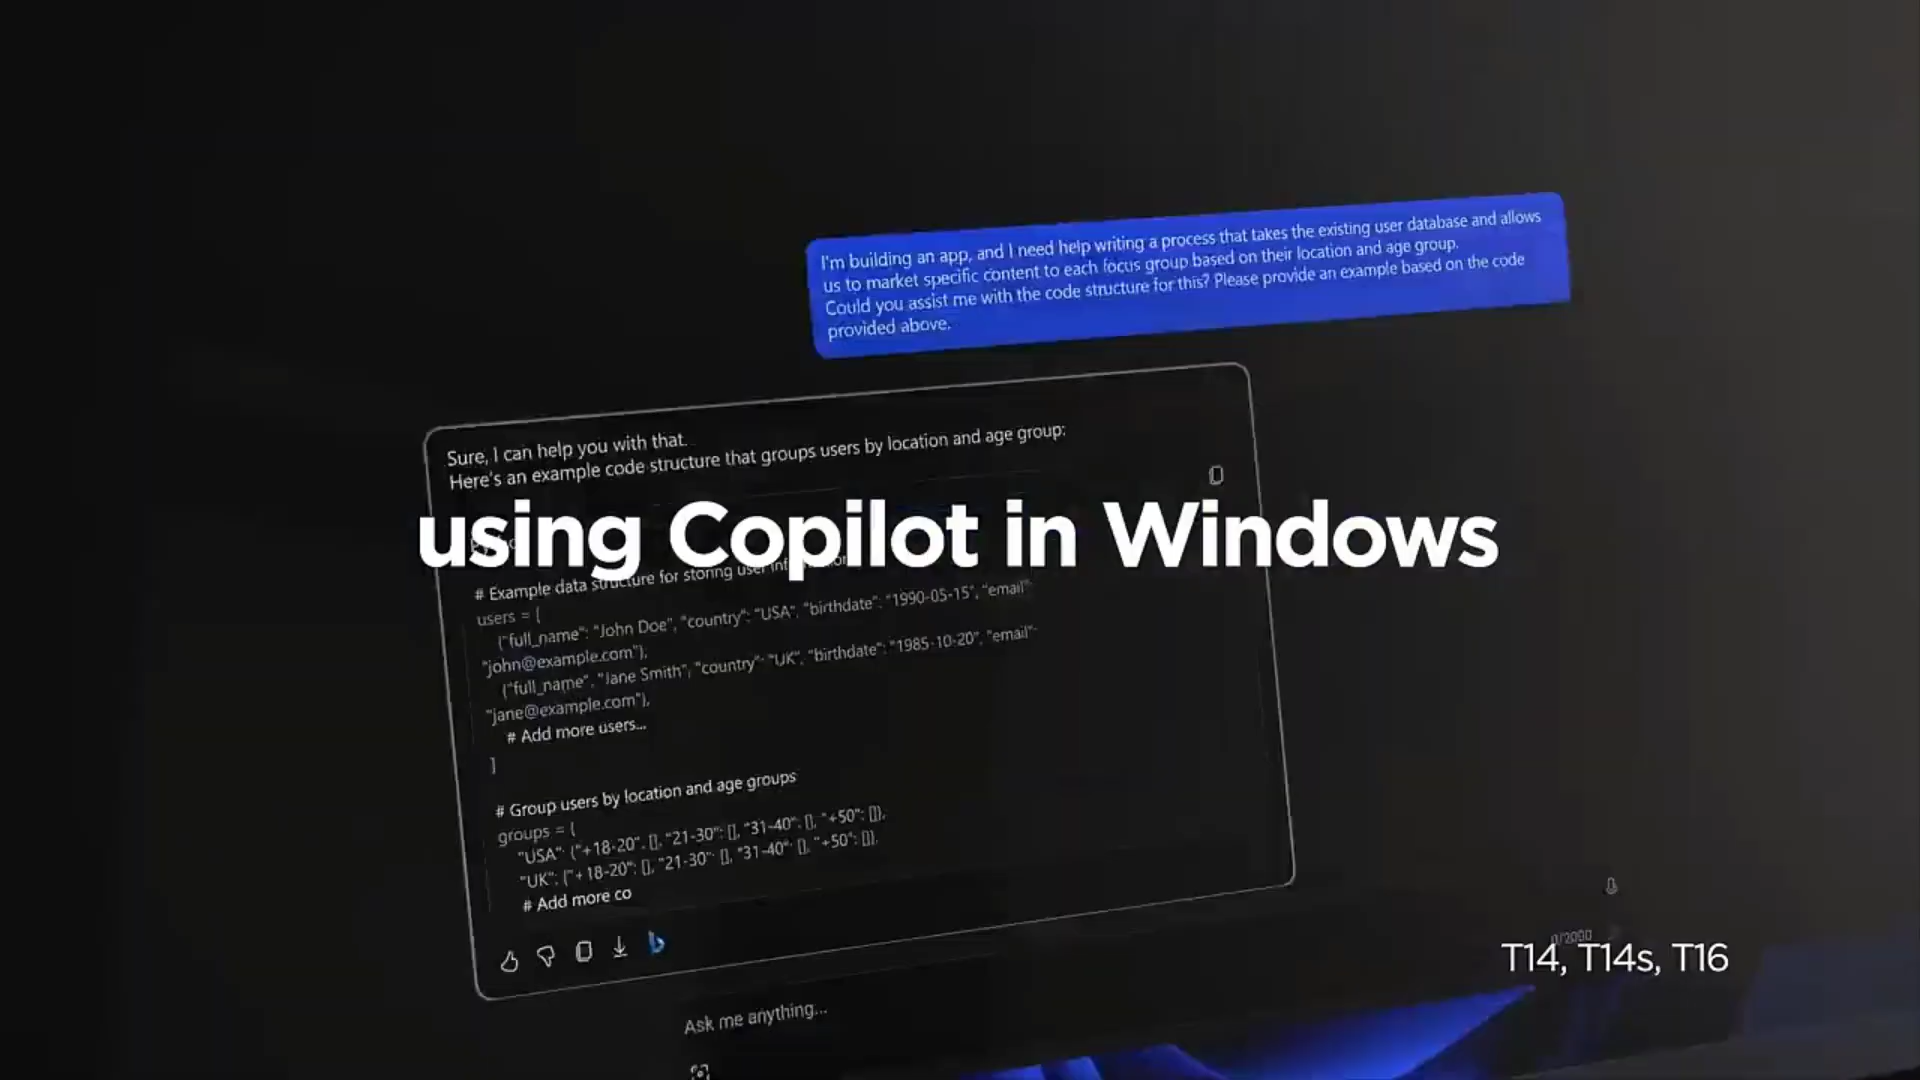 I'm building an app, and I need help writing a process that takes the existing user database and allows
us to market specific content to each focus group based on their location and age group.
Could you assist me with the code structure for this? Please provide an example based on the code
provided above.
Sure, I can help you with that.
Here's an example code structure that groups users by location and age group:
using Copilot in Windows
# Example data structure for storing user
users = [
{"full_name": "John Doe", "country": "USA", "birthdate": "1990-05-15", "email":
"john@example.com"},
{"full_name", "Jane Smith", "country": "UK", "birthdate": "1985-10-20", "email":
"jane@example.com"},
# Add more users...
]
# Group users by location and age groups
groups = {
"USA": {"+18-20": [], "21-30": [], "31-40": [], "+50": []},
"UK": {"+18-20": [], "21-30": [], "31-40": [], "+50": []},
# Add more co
0/2000
T14, T14s, T16
Ask me anything...